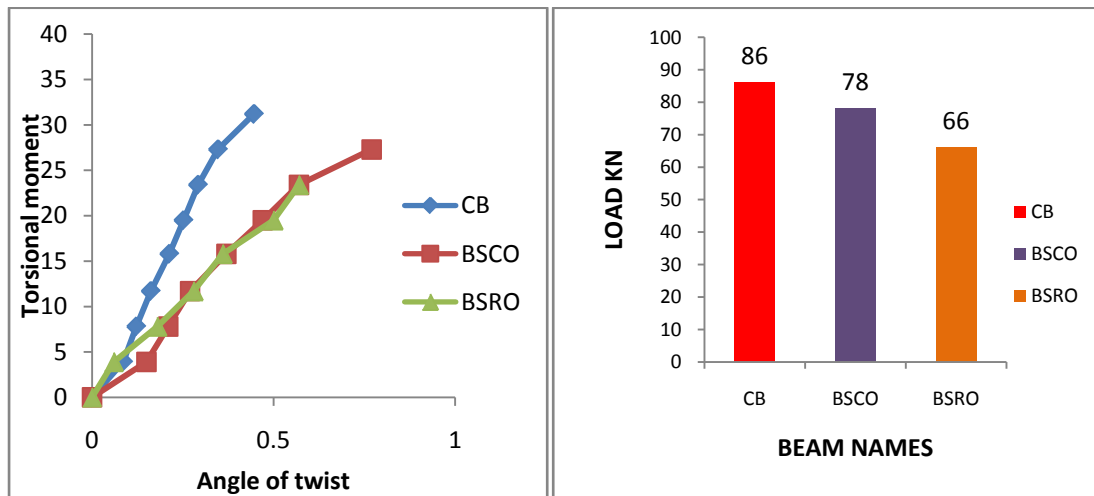 40
35
30
25
20
15
10
5
0
Torsional moment
0 0.5 1
Angle of twist
CB
BSCO
BSRO
100
90
80
70
60
50
40
30
20
10
0
LOAD KN
86
78
66
CB BSCO BSRO
BEAM NAMES
CB
BSCO
BSRO